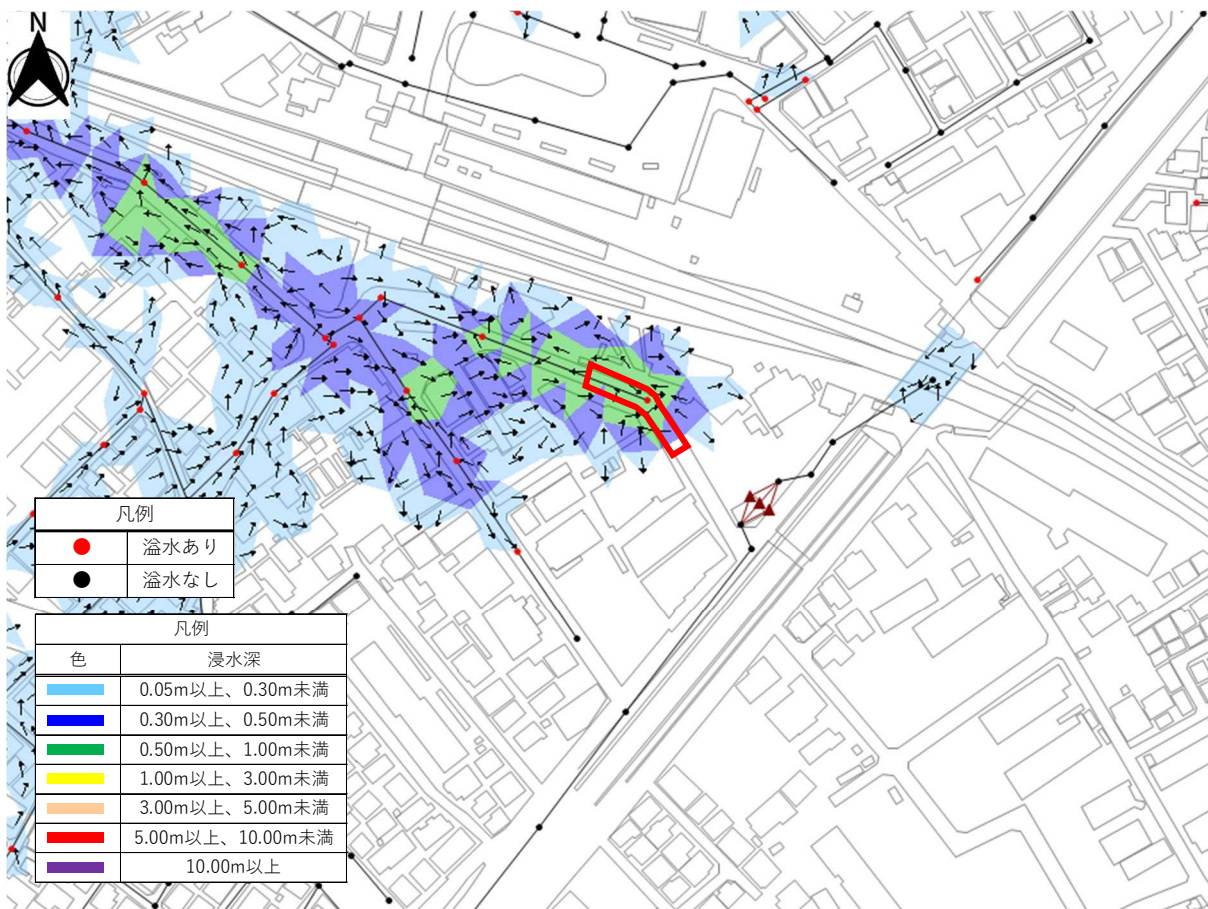 N
凡例
溢水あり
溢水なし
凡例
色 浸水深
0.05m以上、0.30m未満
0.30m以上、0.50m未満
0.50m以上、1.00m未満
1.00m以上、3.00m未満
3.00m以上、5.00m未満
5.00m以上、10.00m未満
10.00m以上